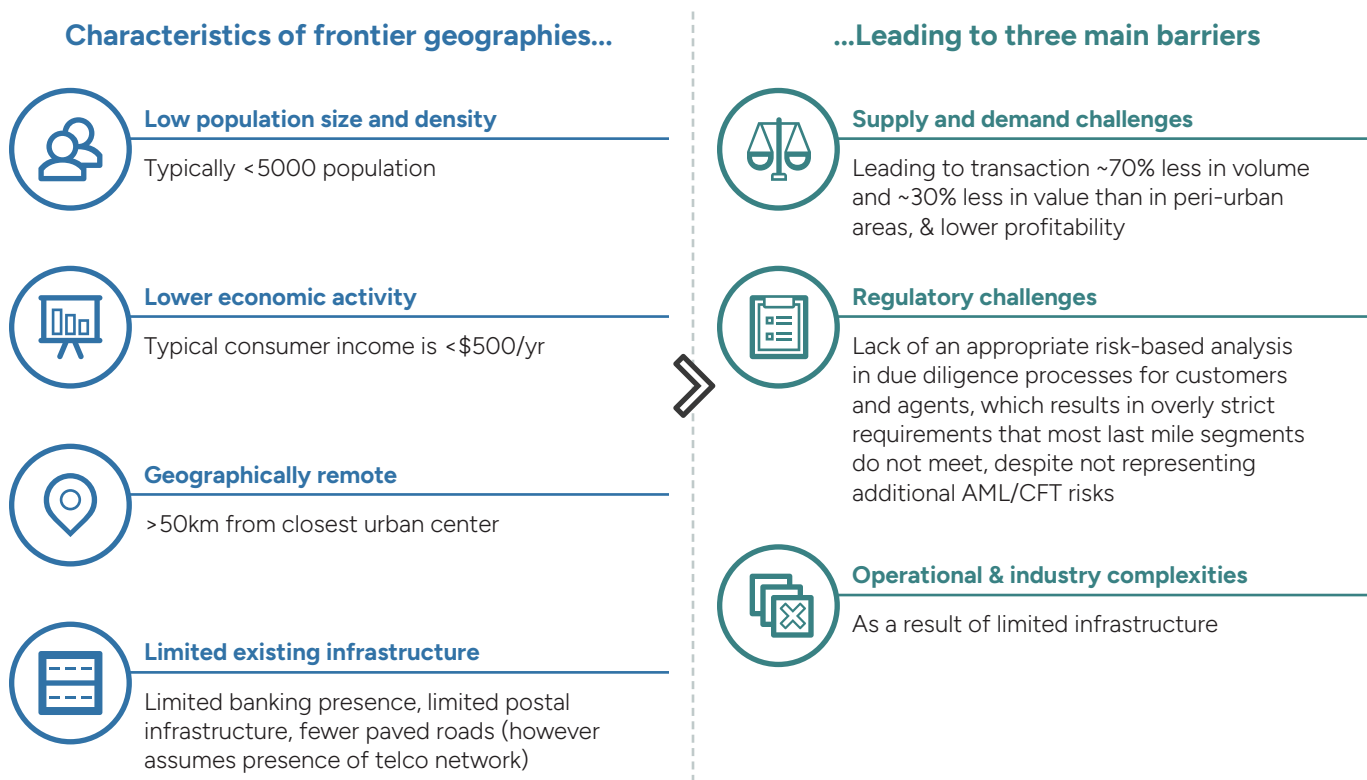 Characteristics of frontier geographies...
Low population size and density
Typically <5000 population
Lower economic activity
Typical consumer income is <$500/yr
Geographically remote
>50km from closest urban center
Limited existing infrastructure
Limited banking presence, limited postal
infrastructure, fewer paved roads (however
assumes presence of telco network)
...Leading to three main barriers
Supply and demand challenges
Leading to transaction ~70% less in volume
and ~30% less in value than in peri-urban
areas, & lower profitability
Regulatory challenges
Lack of an appropriate risk-based analysis
in due diligence processes for customers
and agents, which results in overly strict
requirements that most last mile segments
do not meet, despite not representing
additional AML/CFT risks
Operational & industry complexities
As a result of limited infrastructure